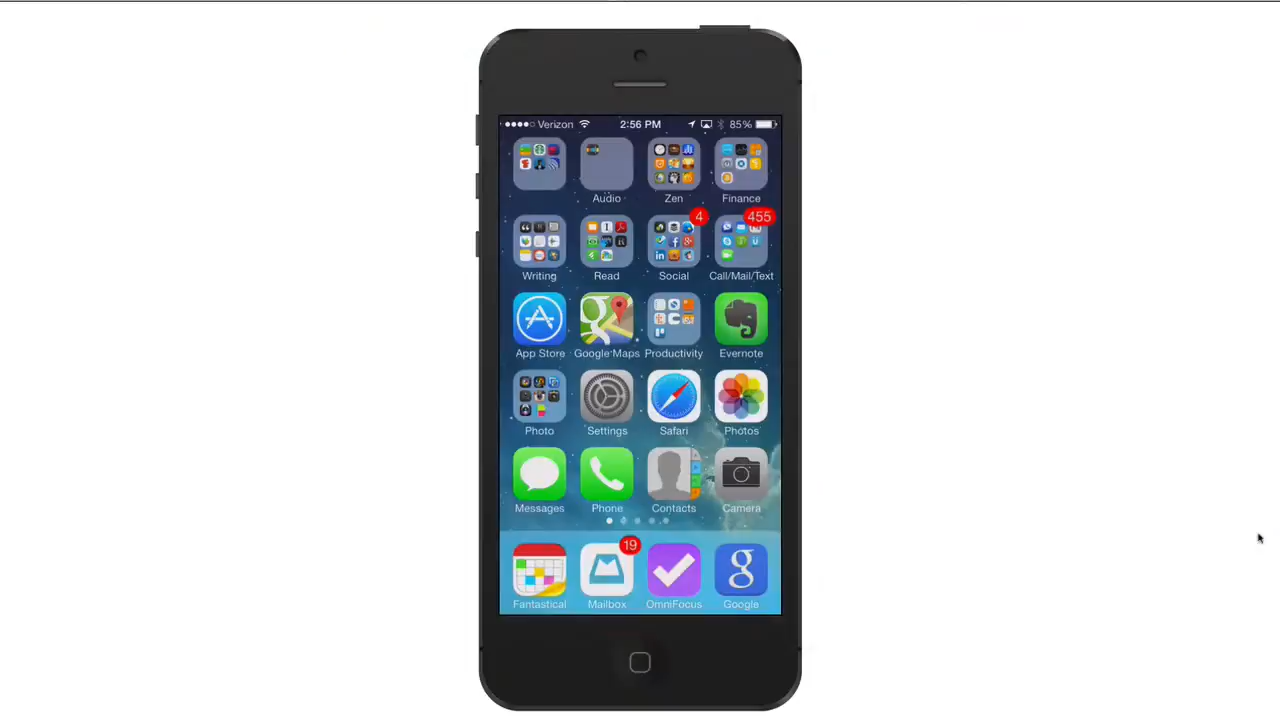 Verizon 2:56 PM 85%
Audio Zen Finance
4 455
Writing Read Social Call/Mail/Text
App Store Google Maps Productivity Evernote
Photo Settings Safari Photos
Messages Phone Contacts Camera
19
g
Fantastical Mailbox OmniFocus Google